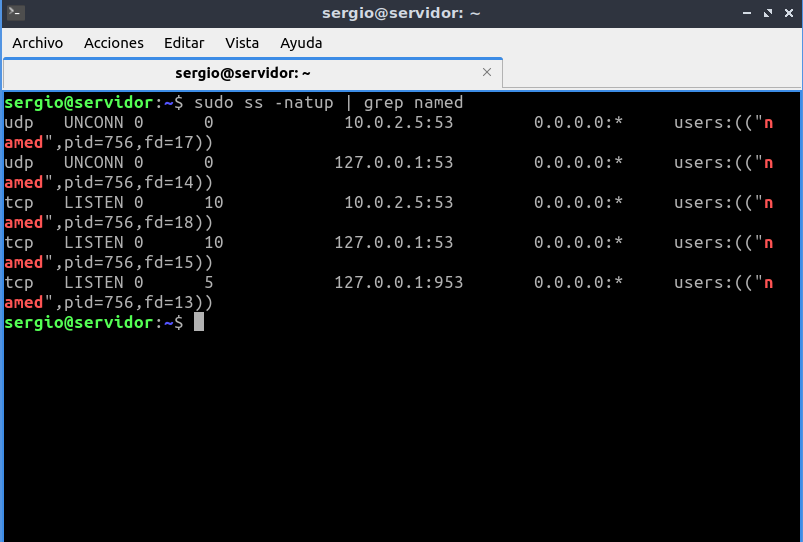 sergio@servidor: ~
Archivo Acciones Editar Vista Ayuda
sergio@servidor: ~
sergio@servidor:~$ sudo ss -natup | grep named
udp   UNCONN 0      0             10.0.2.5:53        0.0.0.0:*     users:(("n
amed",pid=756,fd=17))
udp   UNCONN 0      0            127.0.0.1:53        0.0.0.0:*     users:(("n
amed",pid=756,fd=14))
tcp   LISTEN 0      10            10.0.2.5:53        0.0.0.0:*     users:(("n
amed",pid=756,fd=18))
tcp   LISTEN 0      10           127.0.0.1:53        0.0.0.0:*     users:(("n
amed",pid=756,fd=15))
tcp   LISTEN 0      5            127.0.0.1:953       0.0.0.0:*     users:(("n
amed",pid=756,fd=13))
sergio@servidor:~$